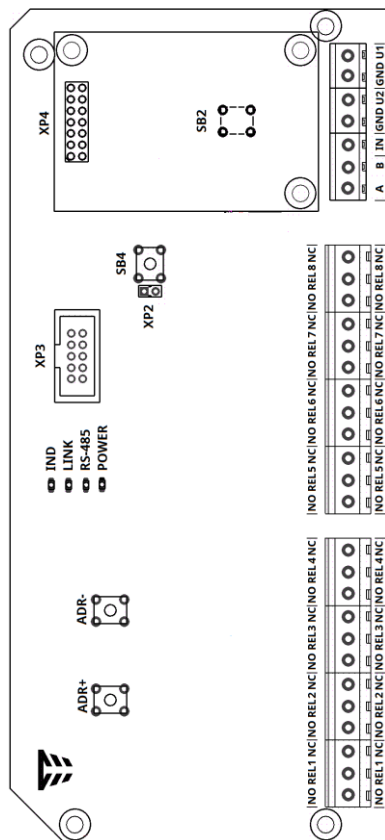 XP4
SB2
A | B | IN | GND U2 | GND U1
SB4
XP2
XP3
IND
LINK
RS-485
POWER
ADR-
ADR+
NO REL1 NC|NO REL2 NC|NO REL3 NC|NO REL4 NC
NO REL5 NC|NO REL6 NC|NO REL7 NC|NO REL8 NC
NO REL1 NC|NO REL2 NC|NO REL3 NC|NO REL4 NC
NO REL5 NC|NO REL6 NC|NO REL7 NC|NO REL8 NC